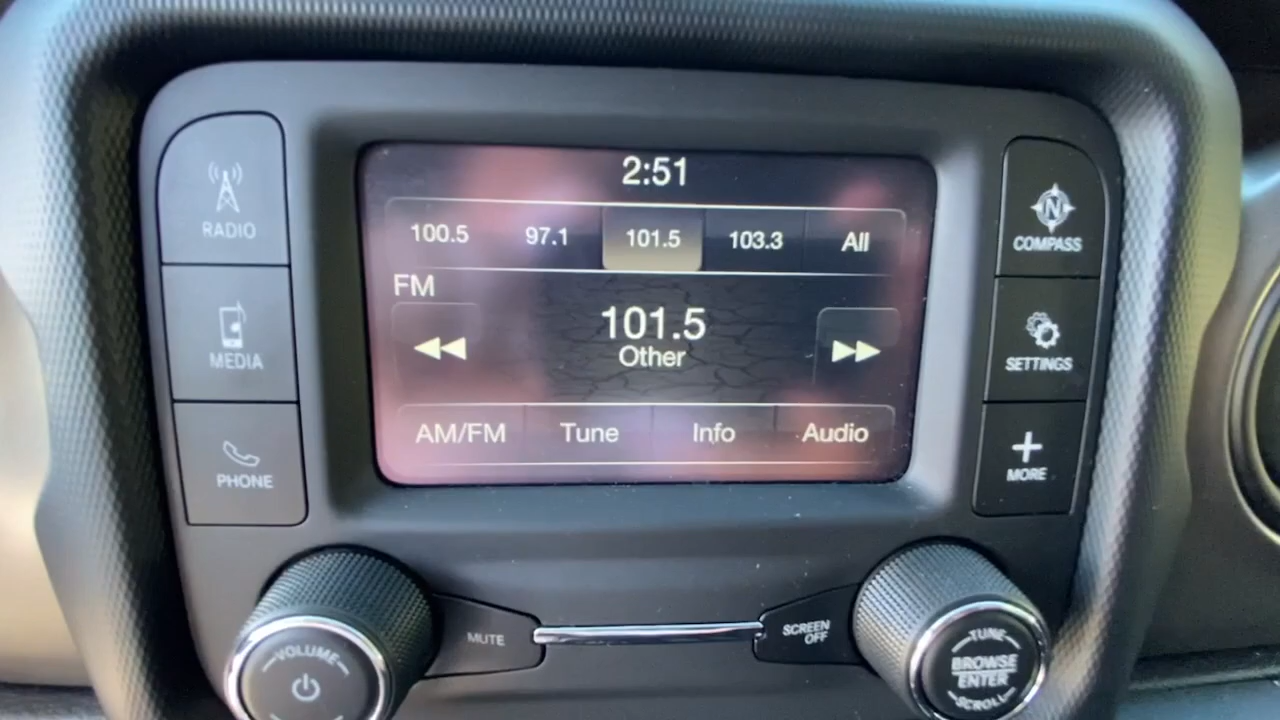 2:51
100.5 97.1 101.5 103.3 All
FM
101.5
Other
AM/FM Tune Info Audio
RADIO
MEDIA
PHONE
N
COMPASS
SETTINGS
MORE
VOLUME
MUTE
SCREEN
OFF
TUNE
BROWSE
ENTER
SCROLL